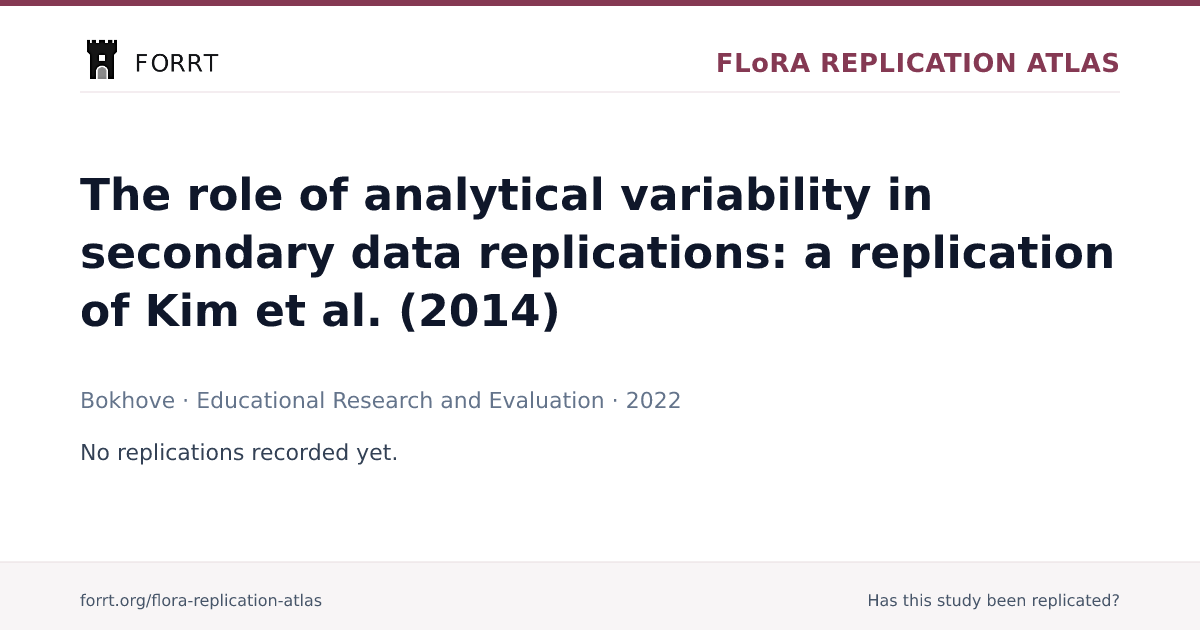 FORRT
FLoRA REPLICATION ATLAS
The role of analytical variability in
secondary data replications: a replication
of Kim et al. (2014)
Bokhove · Educational Research and Evaluation · 2022
No replications recorded yet.
forrt.org/flora-replication-atlas
Has this study been replicated?